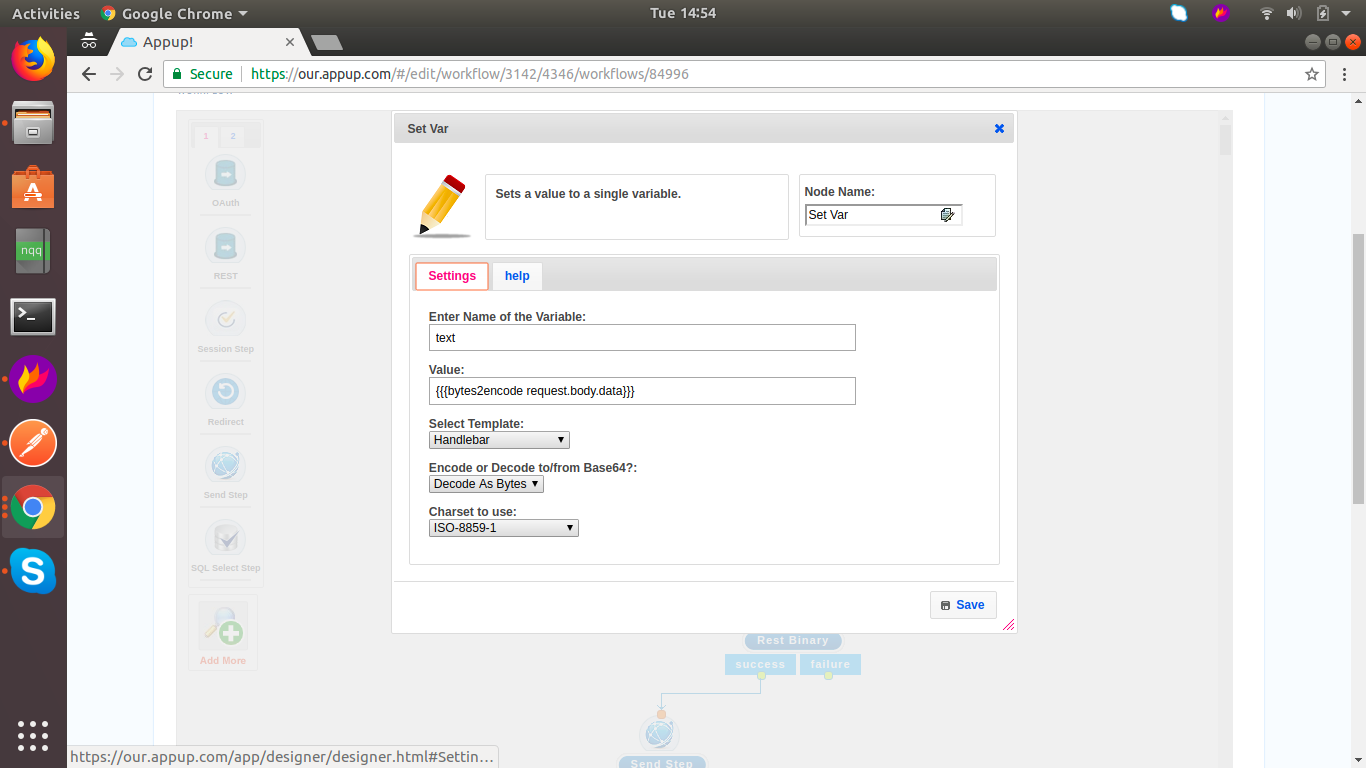 Activities
Google Chrome
Tue 14:54
Appup!
Secure
https://our.appup.com/#/edit/workflow/3142/4346/workflows/84996
Set Var
Sets a value to a single variable.
Node Name:
Set Var
Settings
help
Enter Name of the Variable:
text
Value:
{{{bytes2encode request.body.data}}}
Select Template:
Handlebar
Encode or Decode to/from Base64?:
Decode As Bytes
Charset to use:
ISO-8859-1
Save
1
2
OAuth
REST
Session Step
Redirect
Send Step
SQL Select Step
Add More
Rest Binary
success
failure
Send Step
nqq
S
https://our.appup.com/app/designer/designer.html#Settin…